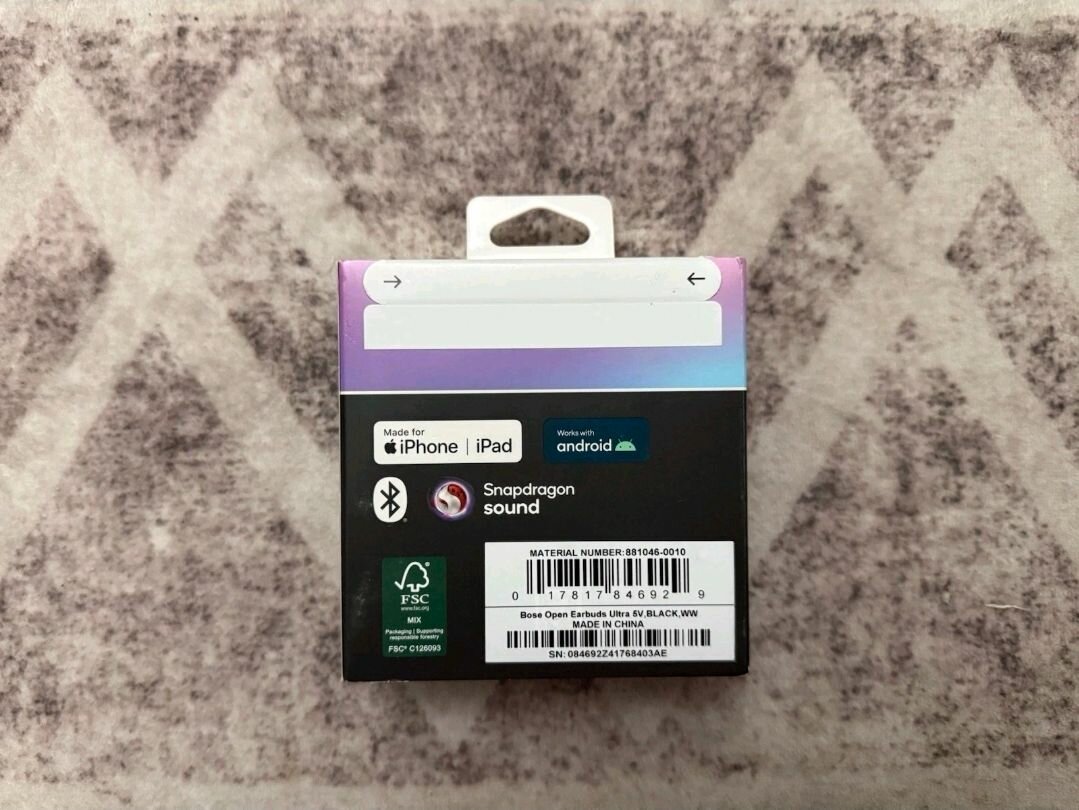 Made for
iPhone | iPad
Works with
android
Snapdragon
sound
FSC
www.fsc.org
MIX
Packaging | Supporting
responsible forestry
FSC® C126093
MATERIAL NUMBER:881046-0010
0 17817 84692 9
Bose Open Earbuds Ultra 5V,BLACK,WW
MADE IN CHINA
SN: 084692Z41768403AE